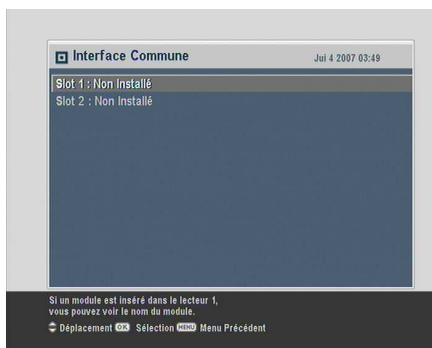 Interface Commune
Jui 4 2007 03:49
Slot 1 : Non Installé
Slot 2 : Non Installé
Si un module est inséré dans le lecteur 1,
vous pouvez voir le nom du module.
Déplacement OK Sélection MENU Menu Précédent